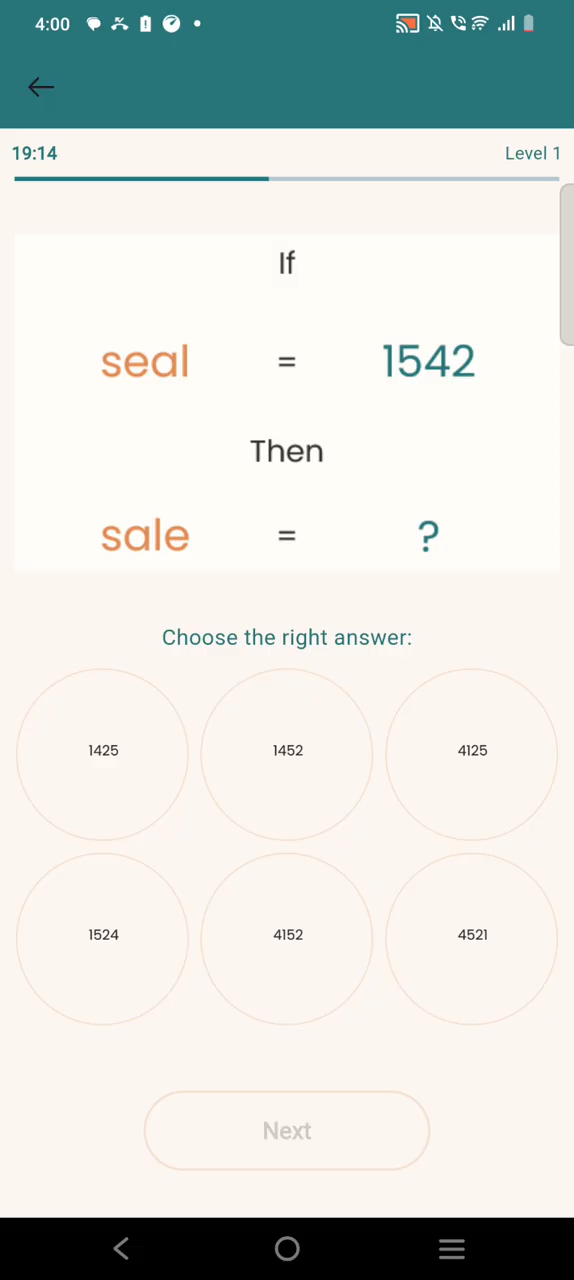 4:00
19:14 Level 1
If
seal = 1542
Then
sale = ?
Choose the right answer:
1425 1452 4125
1524 4152 4521
Next